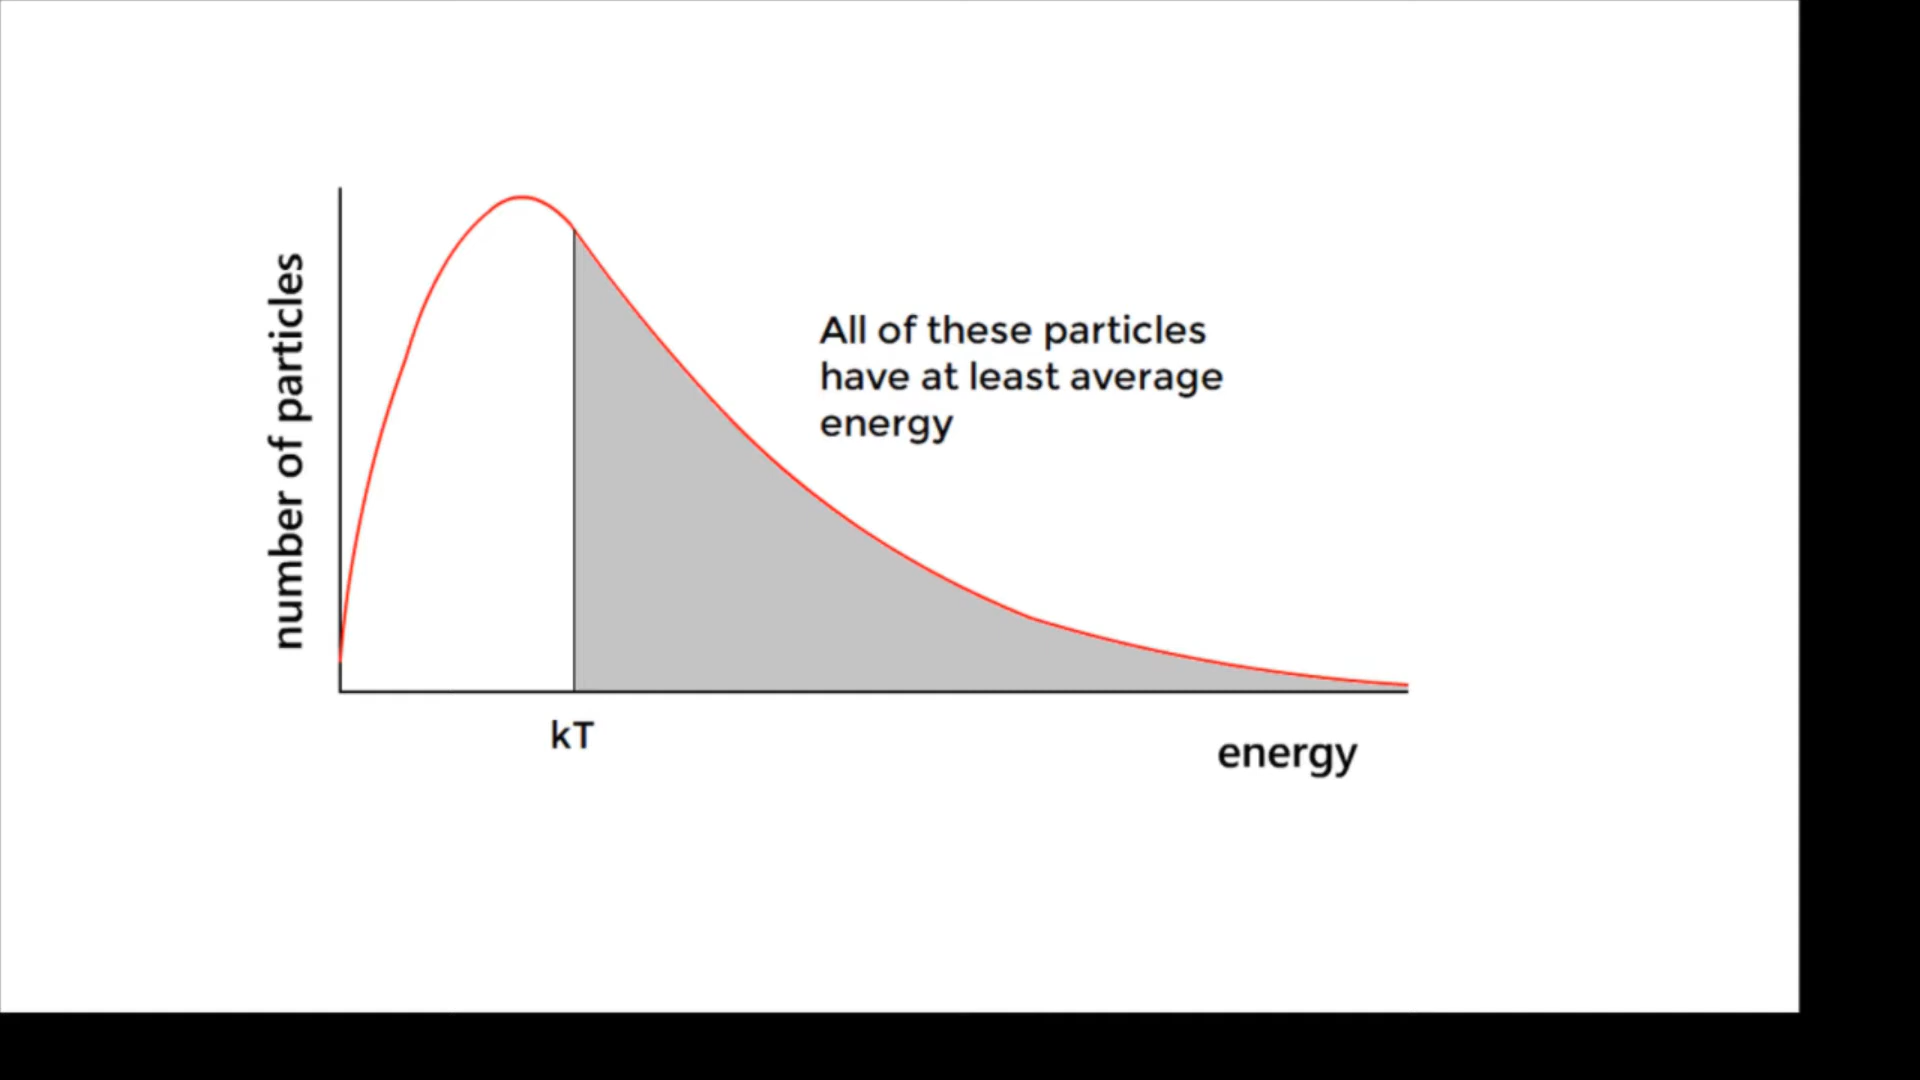 number of particles
All of these particles
have at least average
energy
kT
energy